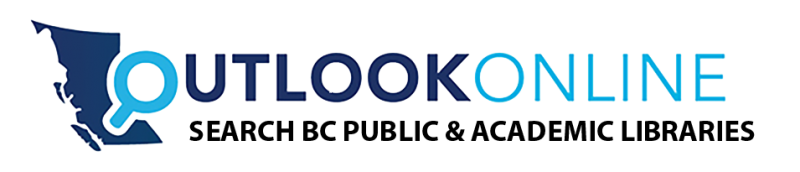 OUTLOOKONLINE
SEARCH BC PUBLIC & ACADEMIC LIBRARIES